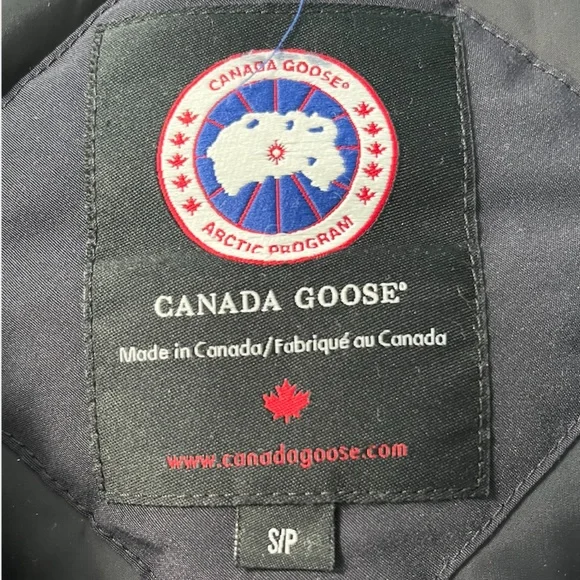 CANADA GOOSE®
ARCTIC PROGRAM
CANADA GOOSE®
Made in Canada/Fabriqué au Canada
www.canadagoose.com
S/P